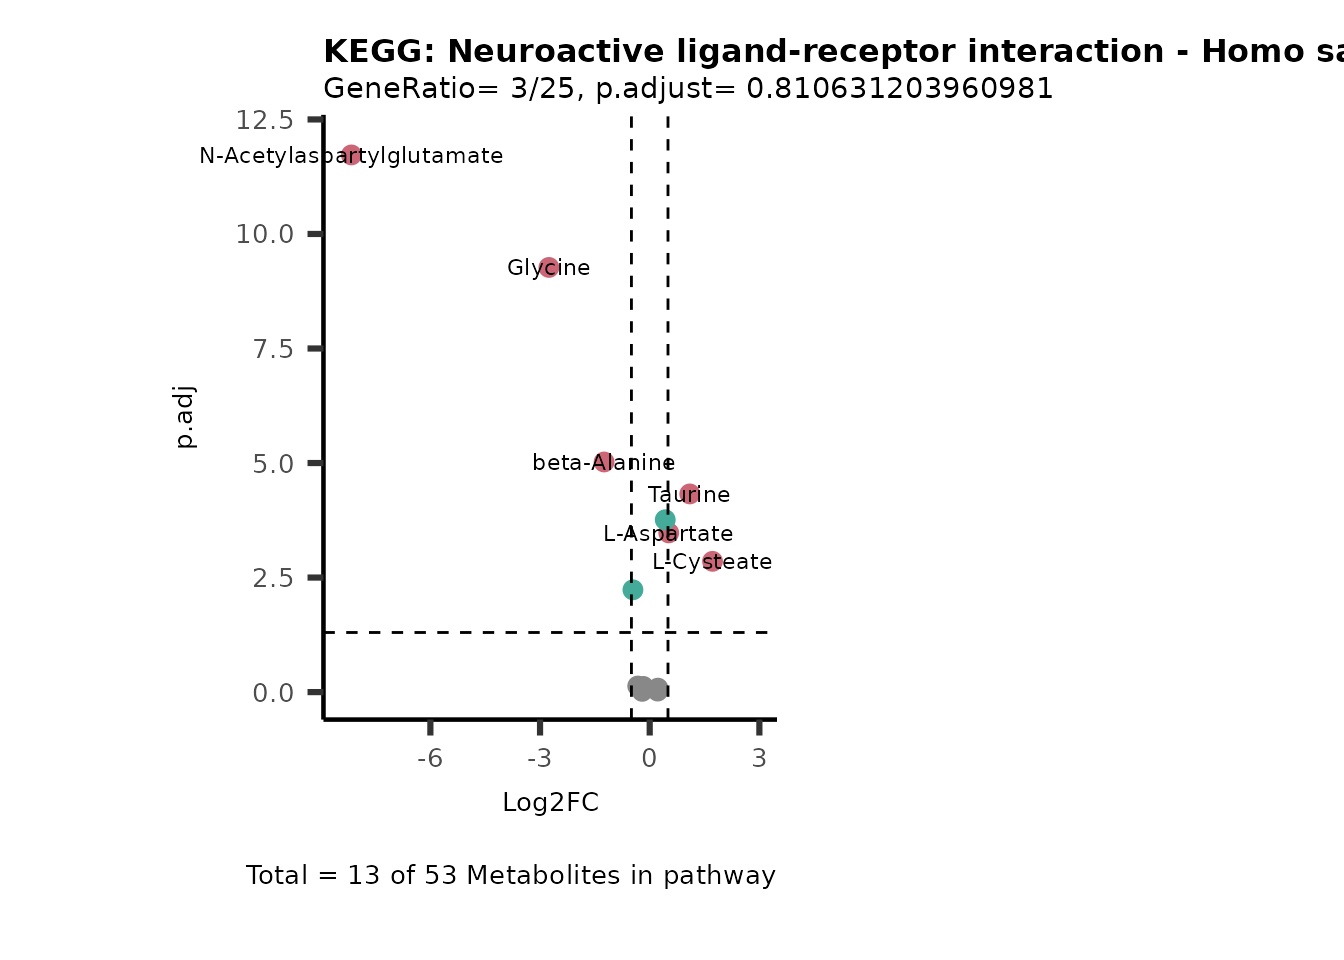 KEGG: Neuroactive ligand-receptor interaction - Homo sa
GeneRatio= 3/25, p.adjust= 0.810631203960981
12.5
N-Acetylaspartylglutamate
10.0
Glycine
7.5
p.adj
5.0
beta-Alanine
Taurine
L-Aspartate
L-Cysteate
2.5
0.0
-6
-3
0
3
Log2FC
Total = 13 of 53 Metabolites in pathway